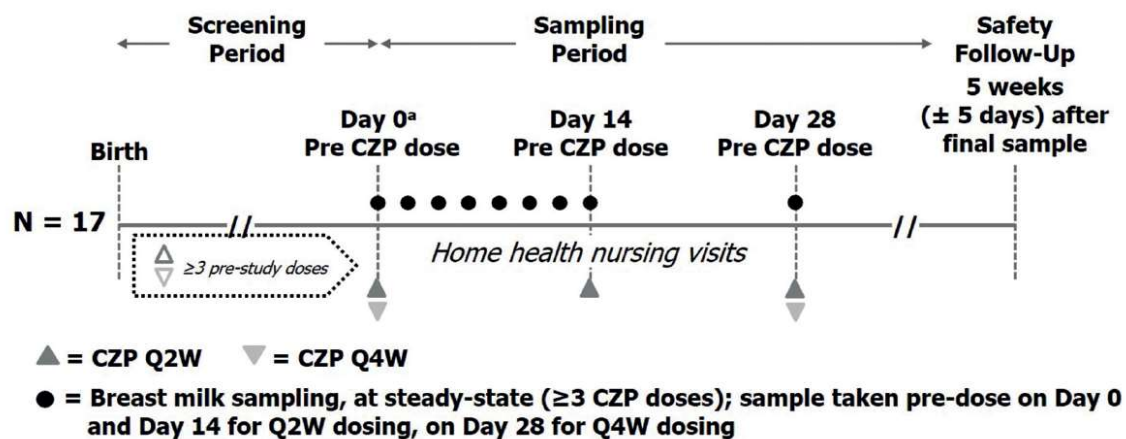 Screening Period
Sampling Period
Safety Follow-Up
5 weeks
(± 5 days) after
final sample
Birth
Day 0ᵃ
Pre CZP dose
Day 14
Pre CZP dose
Day 28
Pre CZP dose
N = 17
//
//
≥3 pre-study doses
Home health nursing visits
= CZP Q2W
= CZP Q4W
= Breast milk sampling, at steady-state (≥3 CZP doses); sample taken pre-dose on Day 0
and Day 14 for Q2W dosing, on Day 28 for Q4W dosing